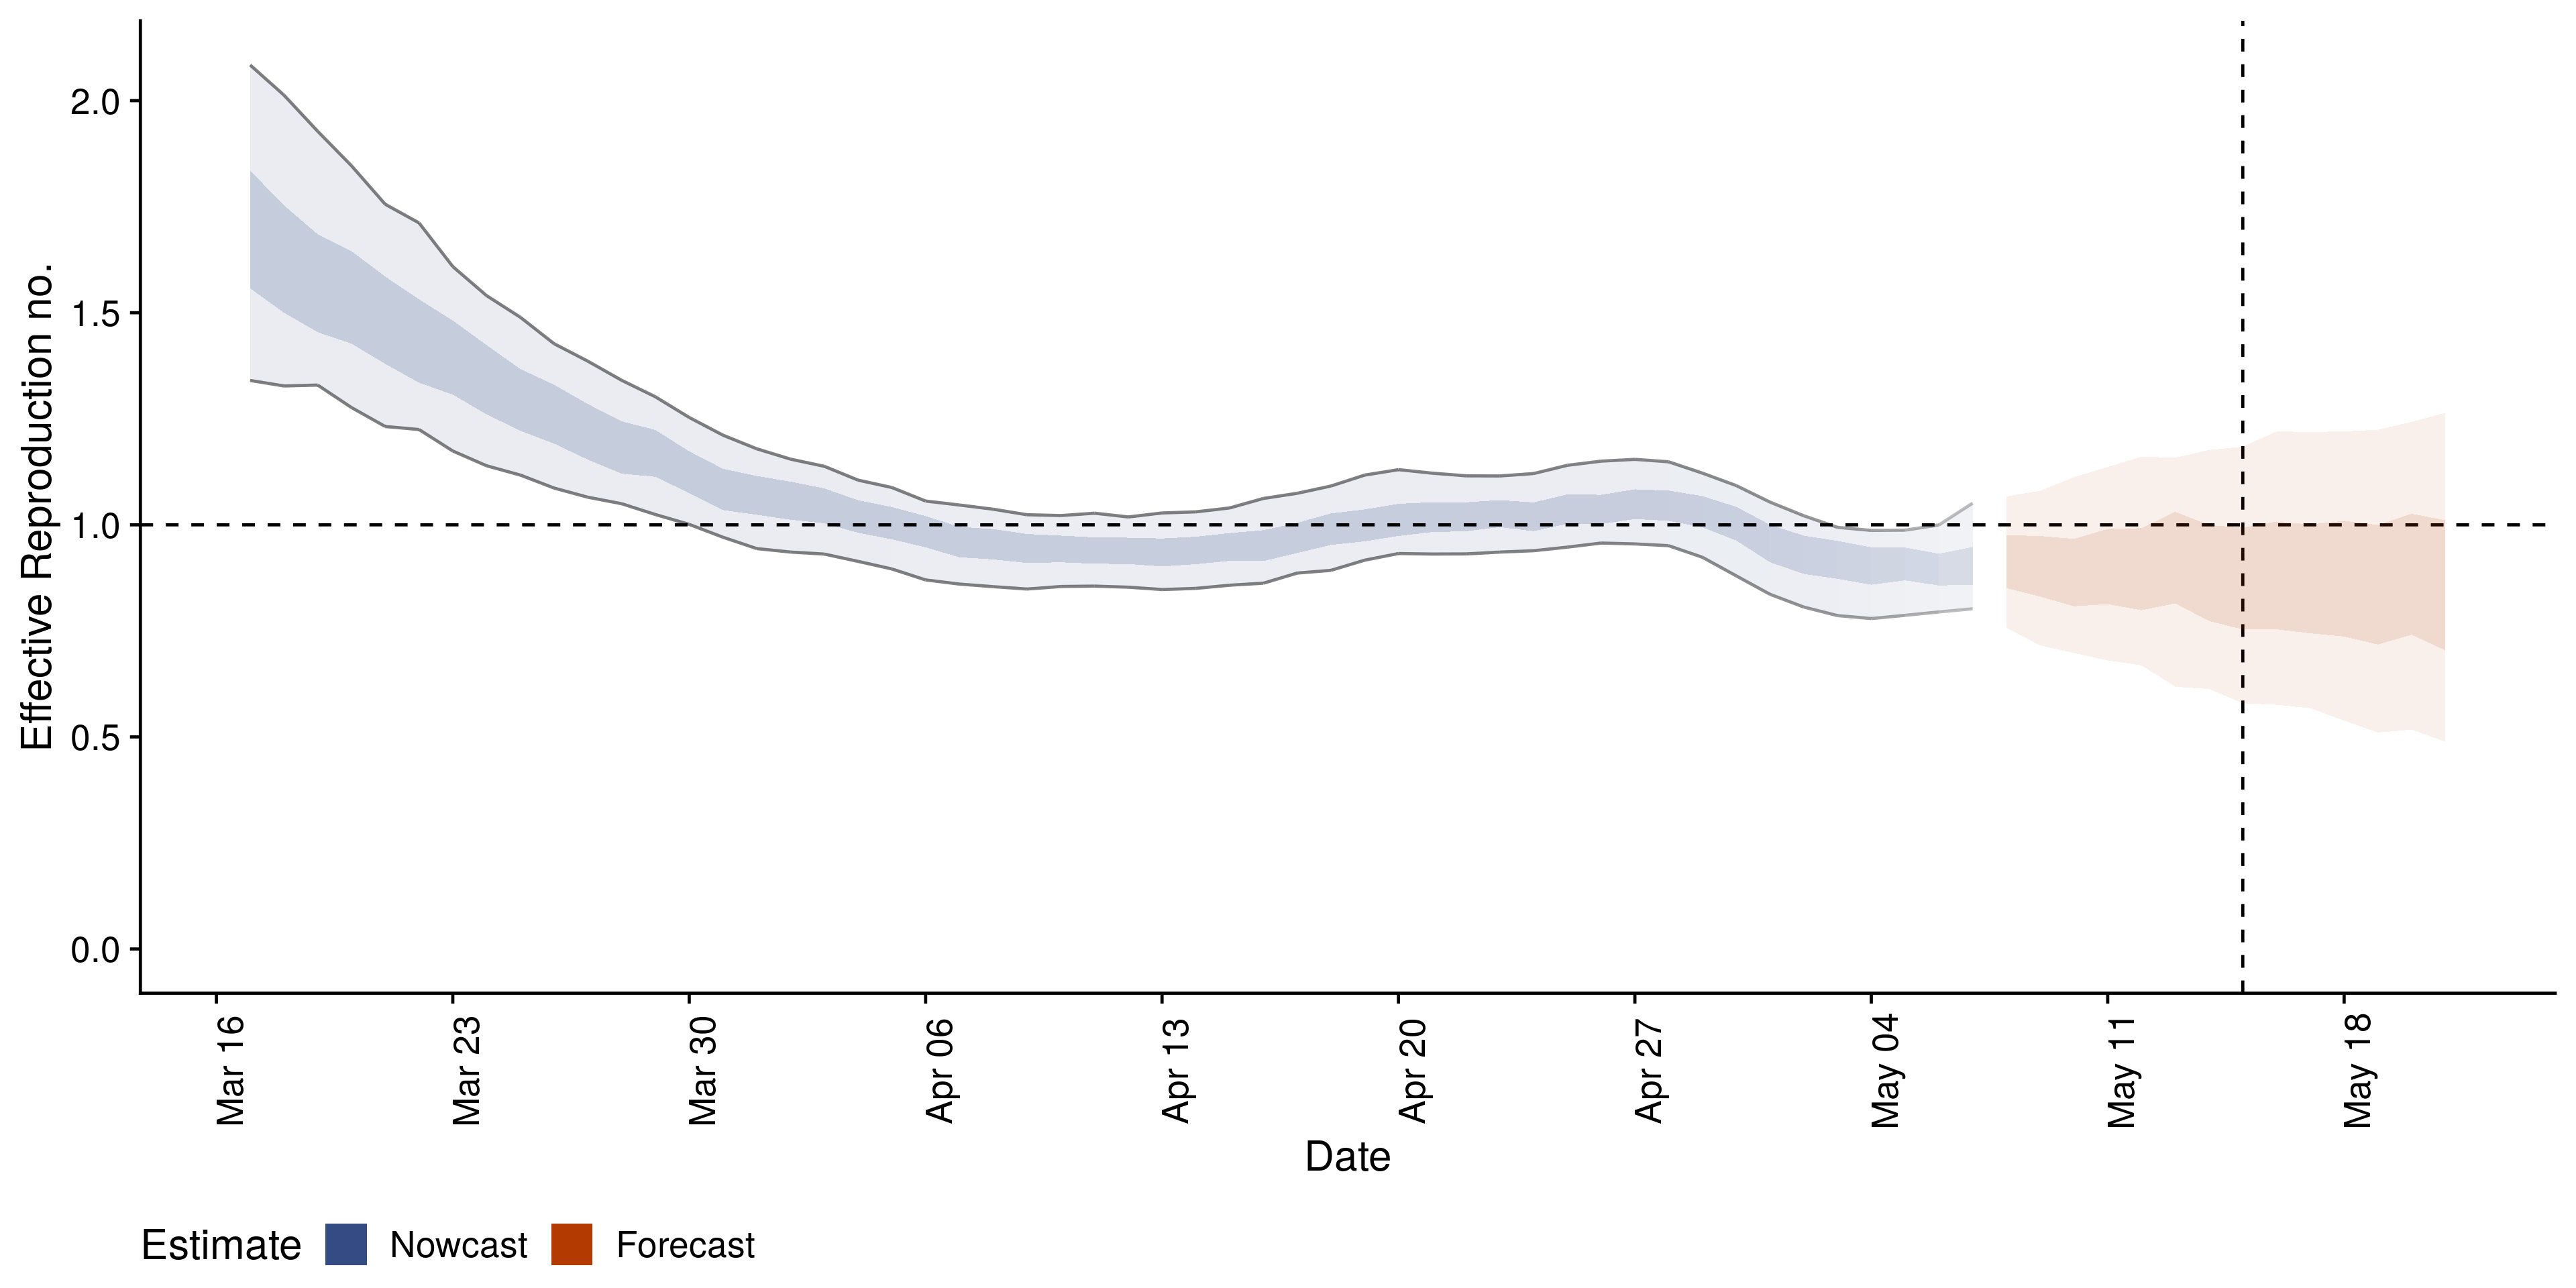 Effective Reproduction no.
2.0
1.5
1.0
0.5
0.0
Mar 16
Mar 23
Mar 30
Apr 06
Apr 13
Apr 20
Apr 27
May 04
May 11
May 18
Date
Estimate Nowcast Forecast